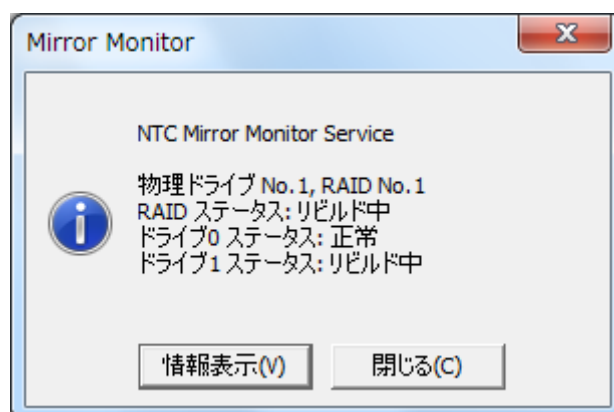 Mirror Monitor
NTC Mirror Monitor Service
物理ドライブ No.1, RAID No.1
RAID ステータス: リビルド中
ドライブ0 ステータス: 正常
ドライブ1 ステータス: リビルド中
情報表示(V)
閉じる(C)